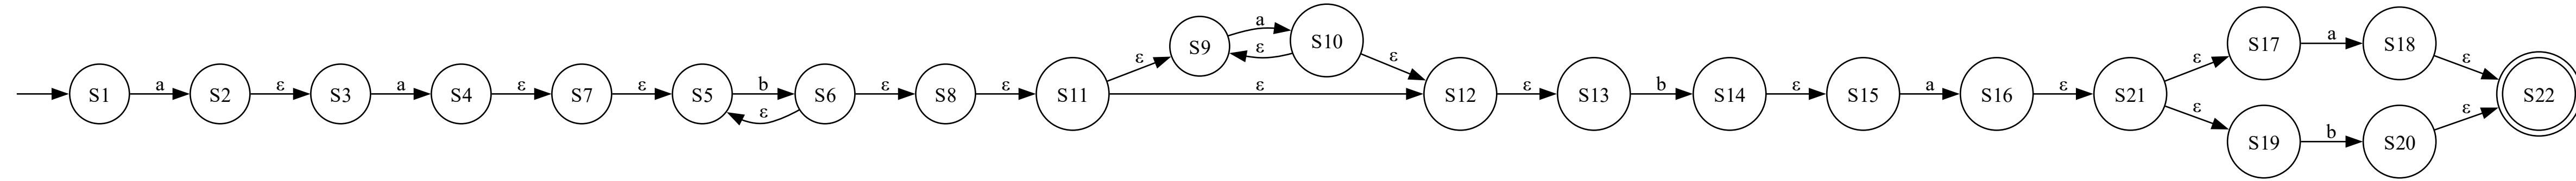 S1 a S2 ε S3 a S4 ε S7 ε S5 b S6 ε ε S8 ε S11 ε ε S9 a ε S10 ε S12 ε S13 b S14 ε S15 a S16 ε S21 ε ε S17 a S18 ε S19 b S20 ε S22